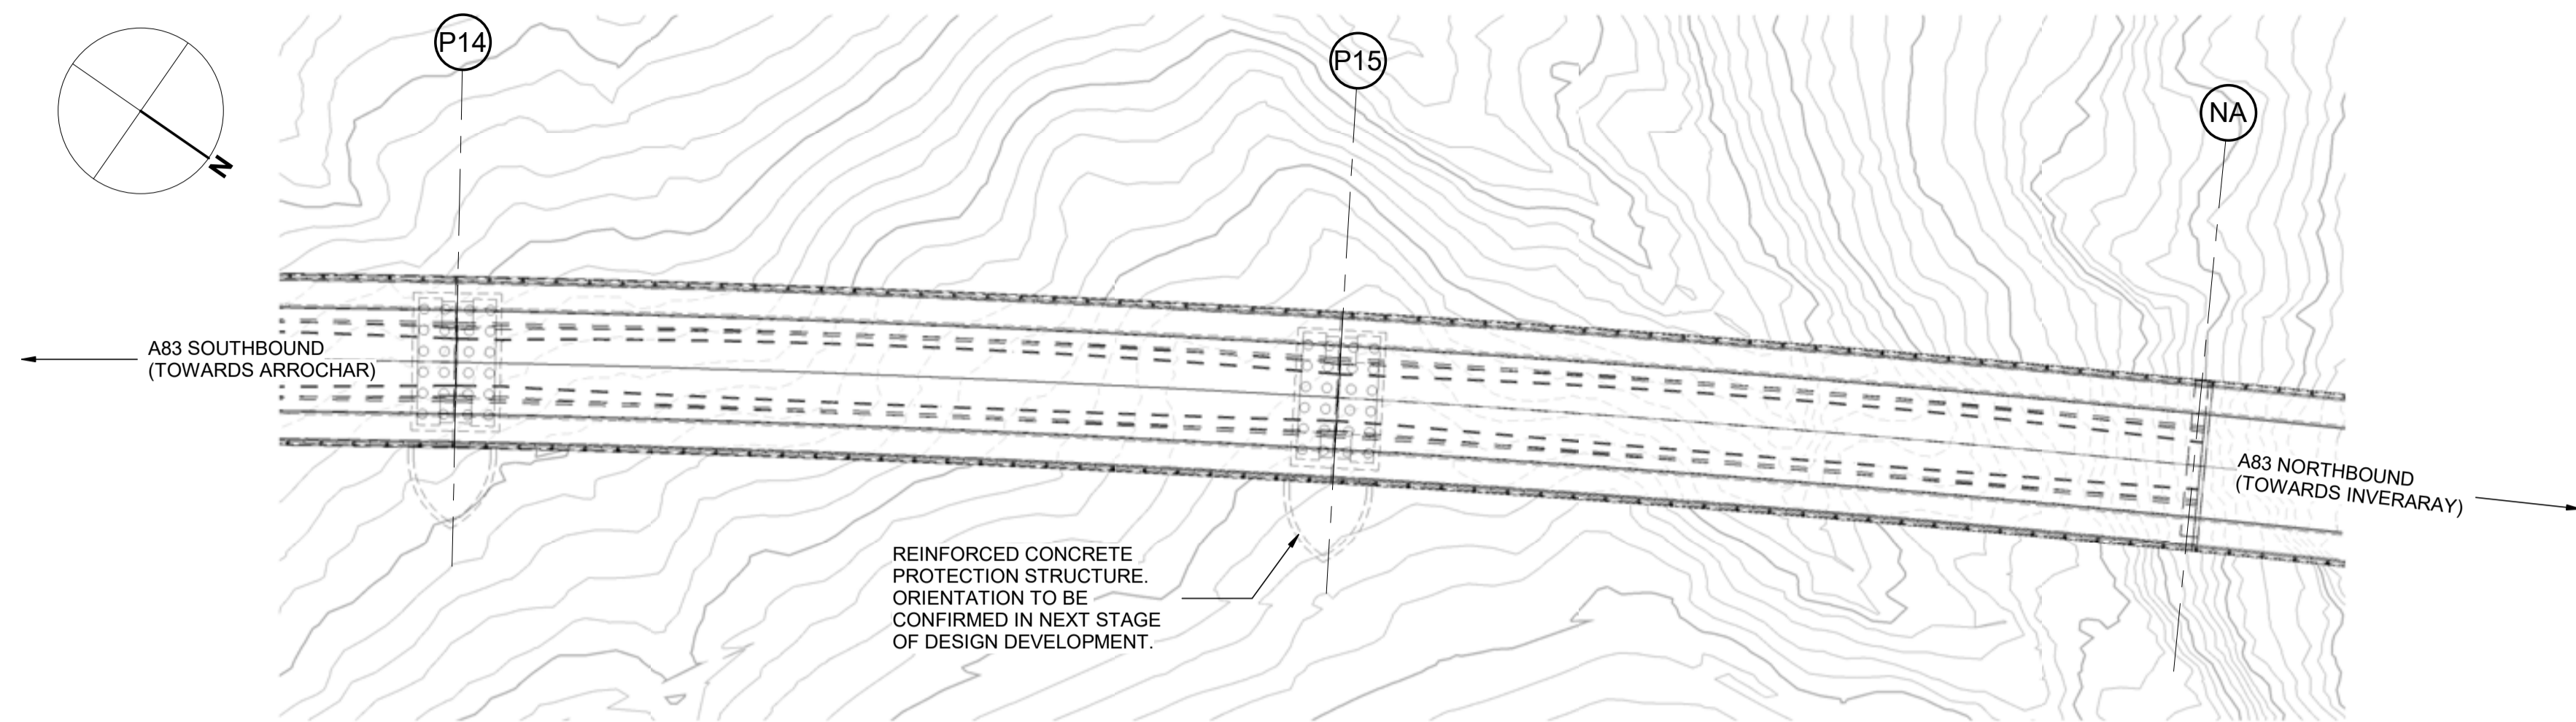 P14
P15
NA
N
A83 SOUTHBOUND
(TOWARDS ARROCHAR)
A83 NORTHBOUND
(TOWARDS INVERARAY)
REINFORCED CONCRETE
PROTECTION STRUCTURE.
ORIENTATION TO BE
CONFIRMED IN NEXT STAGE
OF DESIGN DEVELOPMENT.